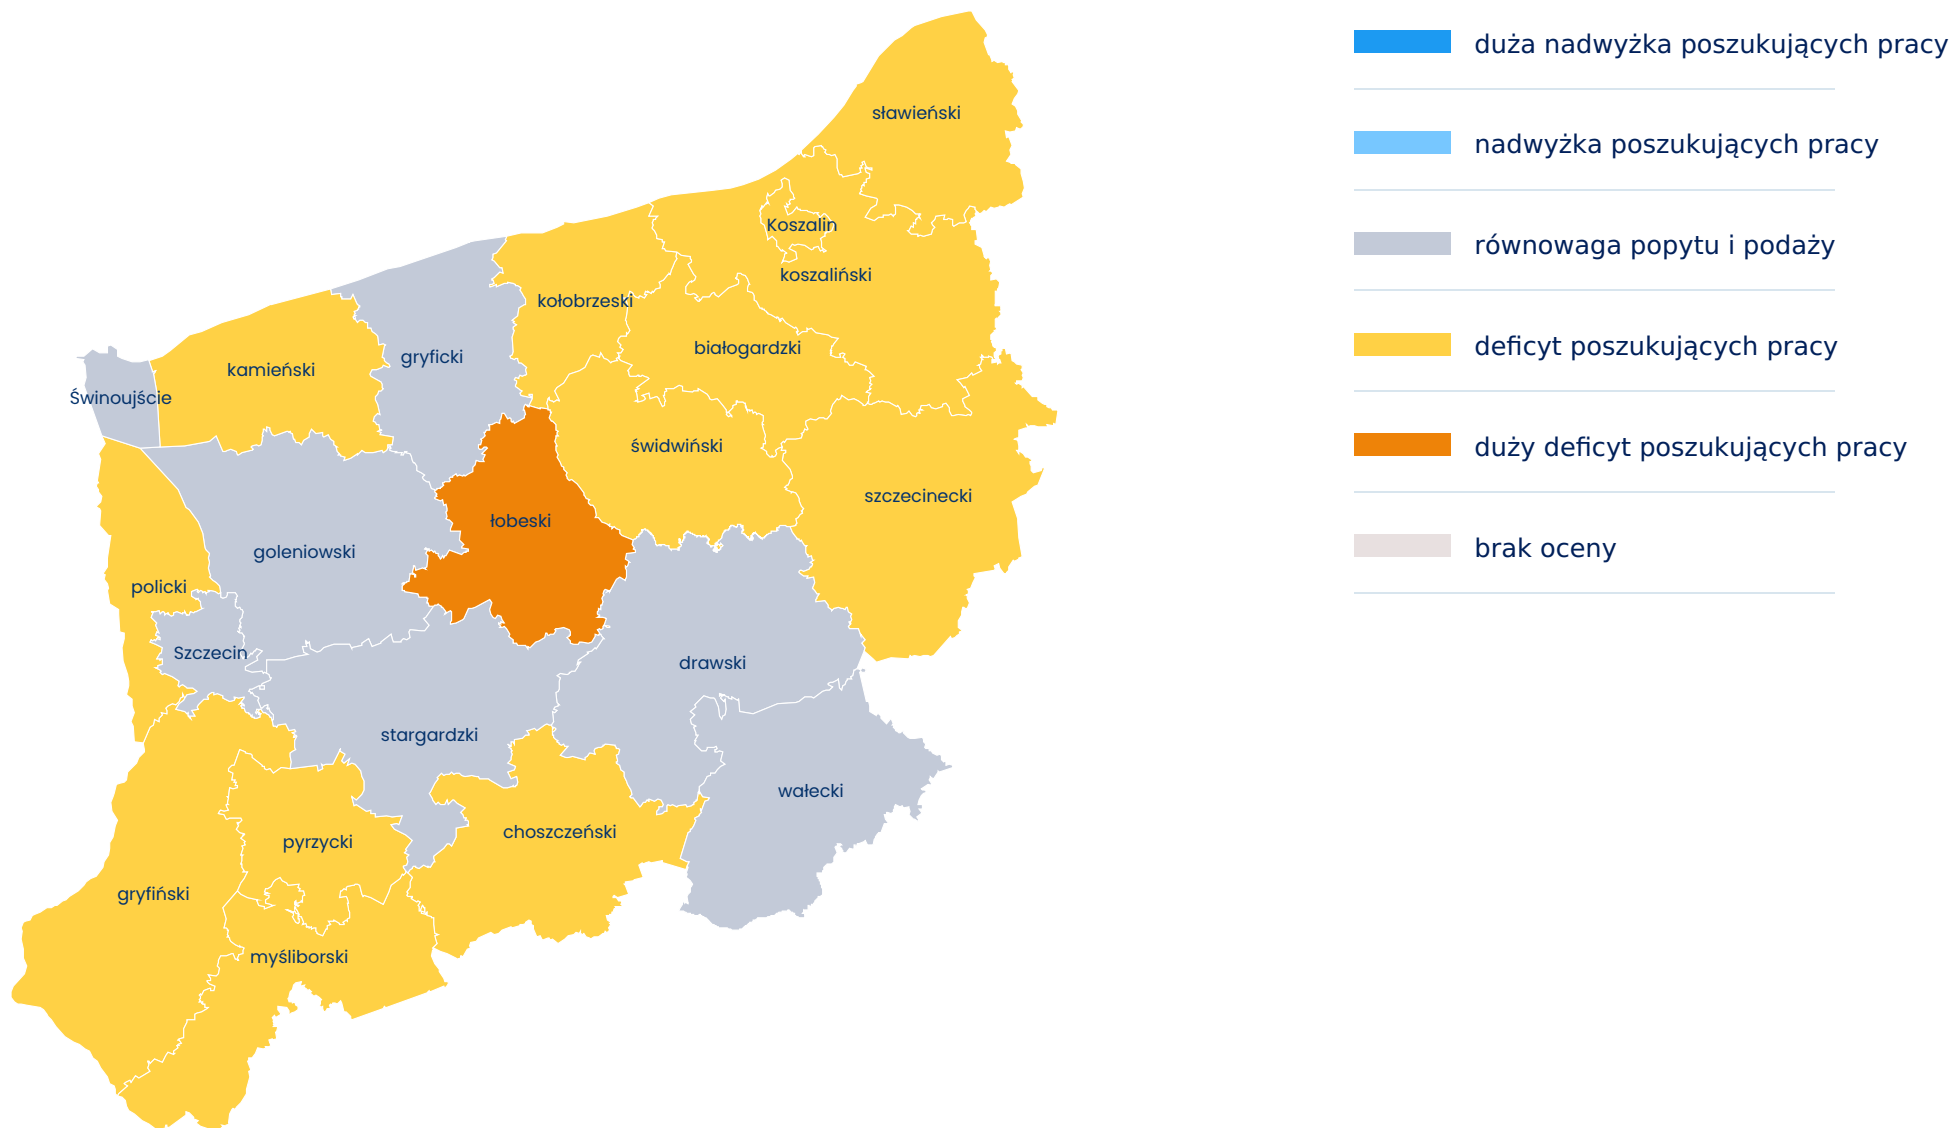 sławieński
Koszalin
koszaliński
kołobrzeski
białogardzki
gryficki
kamieński
Świnoujście
świdwiński
szczecinecki
łobeski
goleniowski
policki
Szczecin
drawski
stargardzki
wałecki
choszczeński
pyrzycki
gryfiński
myśliborski
duża nadwyżka poszukujących pracy
nadwyżka poszukujących pracy
równowaga popytu i podaży
deficyt poszukujących pracy
duży deficyt poszukujących pracy
brak oceny